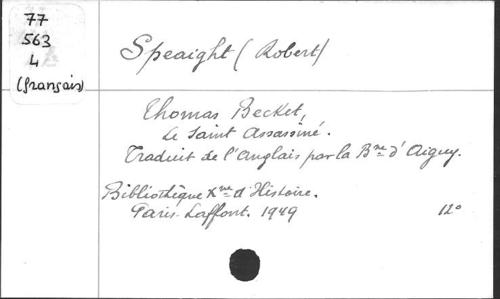 77
563
L
(français)
Speaight (Robert)
Thomas Becket,
Le Saint Assassiné.
Traduit de l'Anglais par la Bne d'Aiguy.
Bibliothèque Xne d'Histoire.
Paris. Laffont. 1949 12°